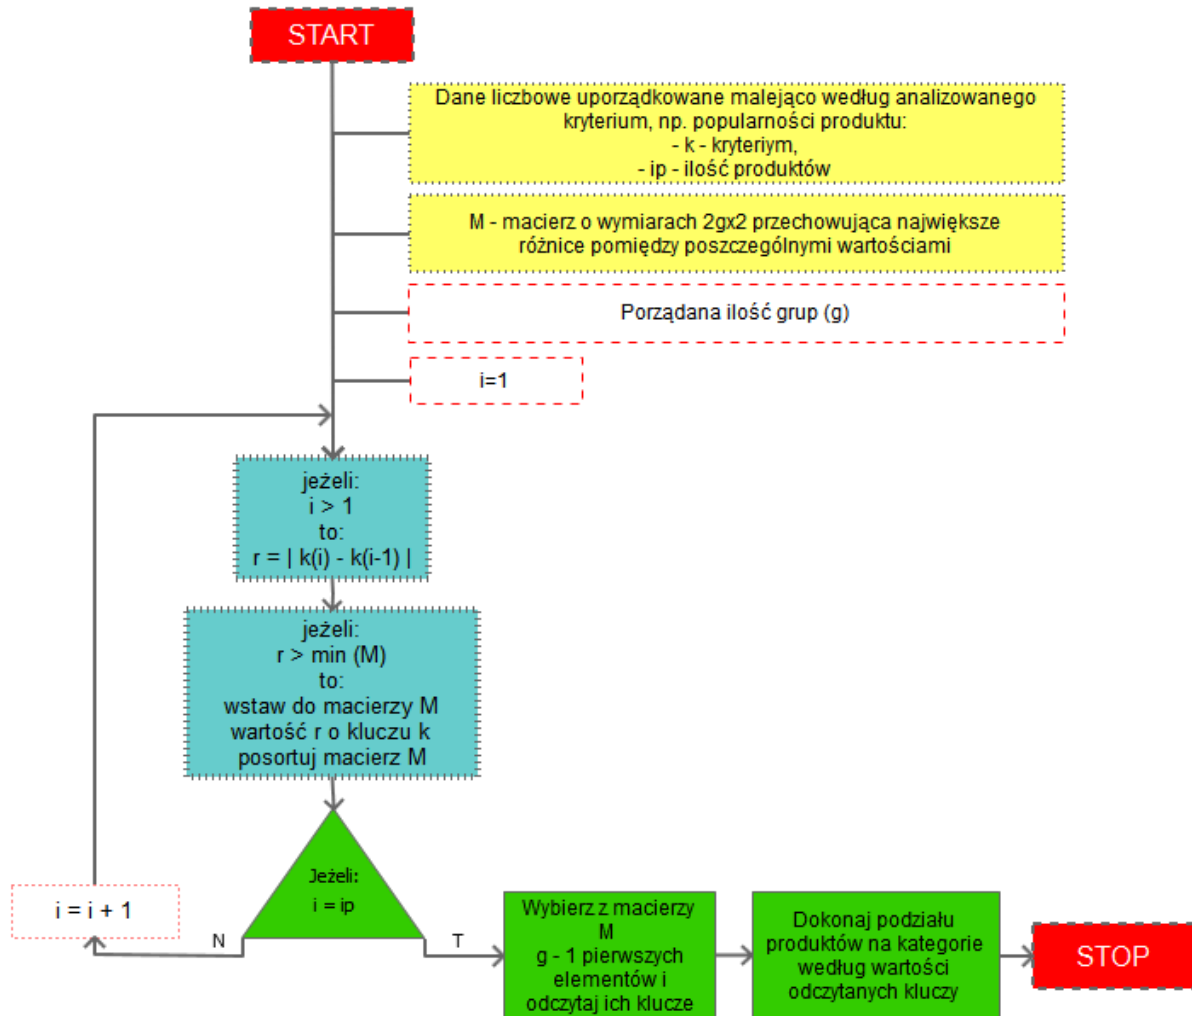 START
Dane liczbowe uporządkowane malejąco według analizowanego
kryterium, np. popularności produktu:
- k - kryteriym,
- ip - ilość produktów
M - macierz o wymiarach 2gx2 przechowująca największe
różnice pomiędzy poszczególnymi wartościami
Porządana ilość grup (g)
i=1
jeżeli:
i > 1
to:
r = | k(i) - k(i-1) |
jeżeli:
r > min (M)
to:
wstaw do macierzy M
wartość r o kluczu k
posortuj macierz M
Jeżeli:
i = ip
i = i + 1
N
T
Wybierz z macierzy
M
g - 1 pierwszych
elementów i
odczytaj ich klucze
Dokonaj podziału
produktów na kategorie
według wartości
odczytanych kluczy
STOP